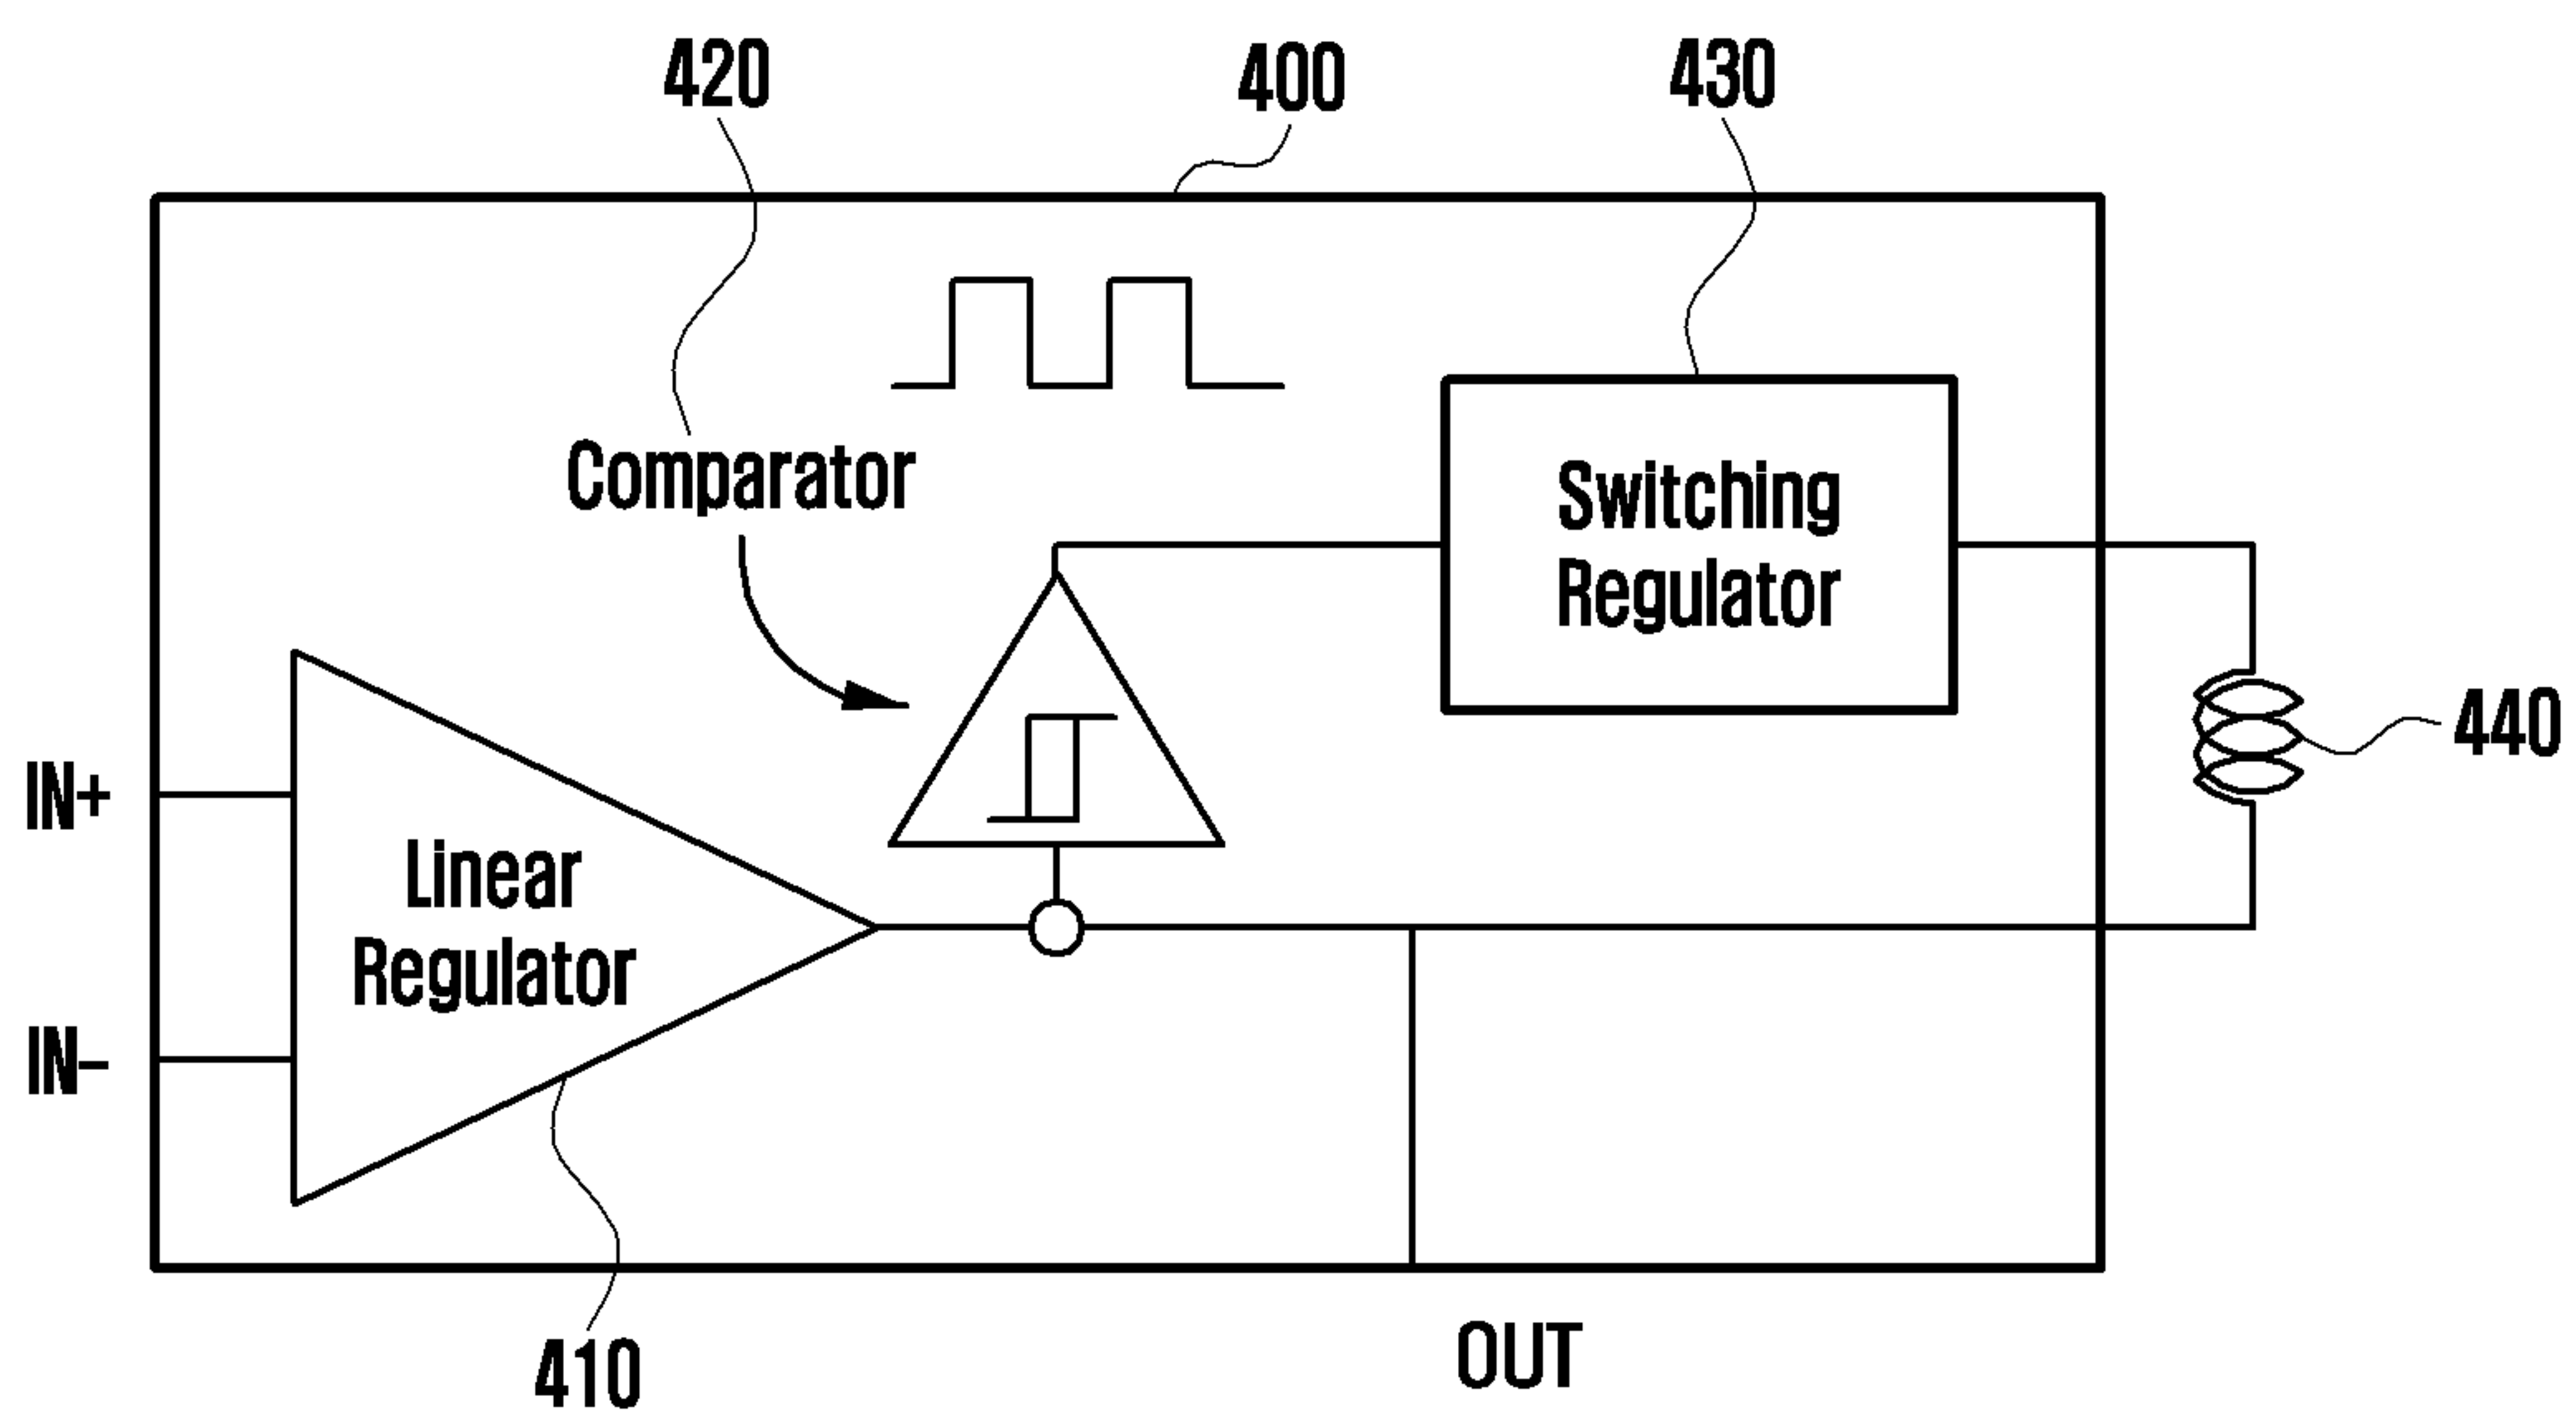 420
400
430
Comparator
Switching
Regulator
440
IN+
Linear
Regulator
IN−
410
OUT